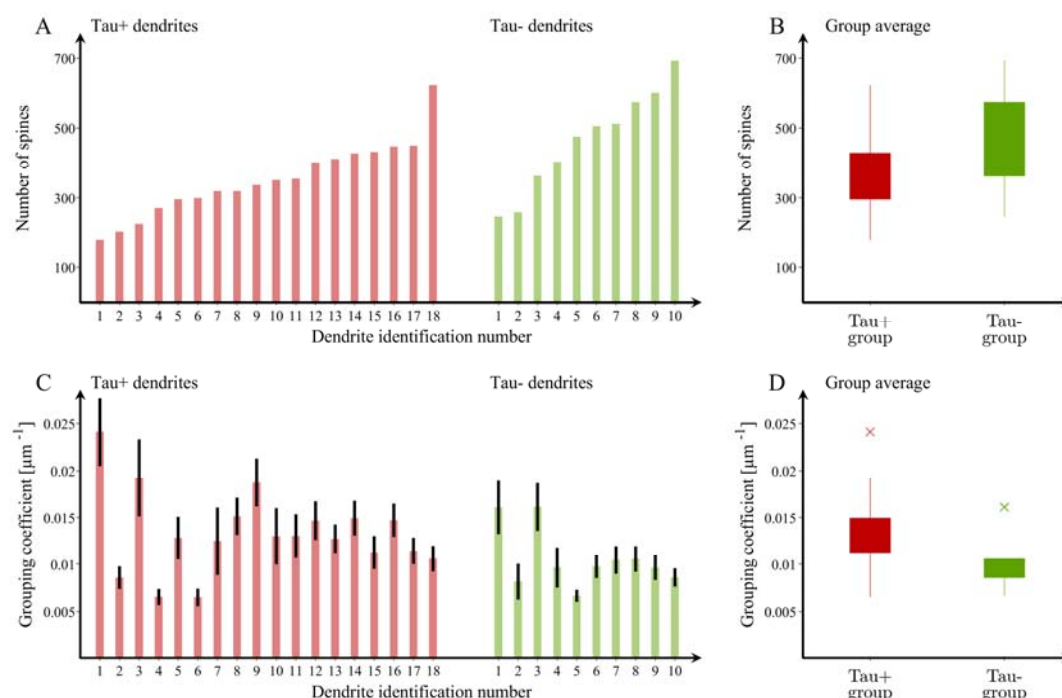 A
Tau+ dendrites
Tau- dendrites
Number of spines
700
500
300
100
1 2 3 4 5 6 7 8 9 10 11 12 13 14 15 16 17 18
1 2 3 4 5 6 7 8 9 10
Dendrite identification number
B
Group average
Number of spines
700
500
300
100
Tau+
group
Tau-
group
C
Tau+ dendrites
Tau- dendrites
Grouping coefficient [µm ⁻¹]
0.025
0.02
0.015
0.01
0.005
1 2 3 4 5 6 7 8 9 10 11 12 13 14 15 16 17 18
1 2 3 4 5 6 7 8 9 10
Dendrite identification number
D
Group average
Grouping coefficient [µm ⁻¹]
0.025
0.02
0.015
0.01
0.005
Tau+
group
Tau-
group